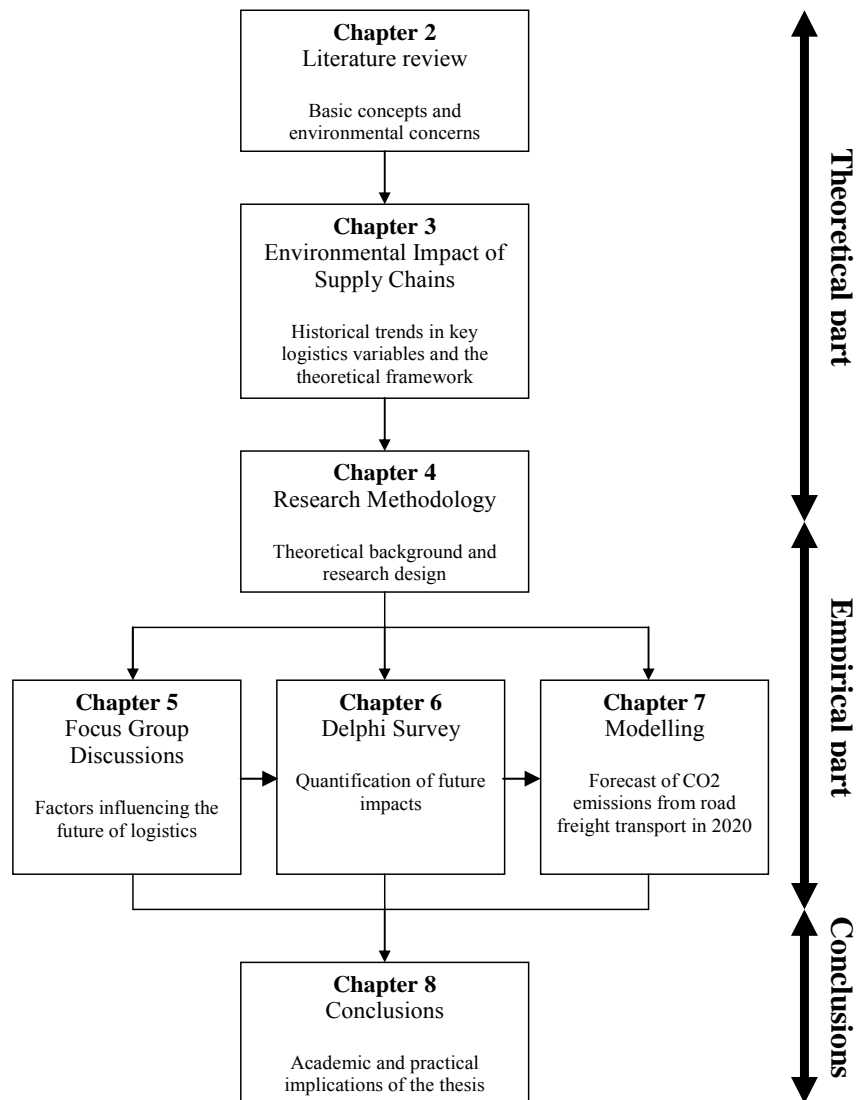 Chapter 2
Literature review
Basic concepts and
environmental concerns
Chapter 3
Environmental Impact of
Supply Chains
Historical trends in key
logistics variables and the
theoretical framework
Chapter 4
Research Methodology
Theoretical background and
research design
Theoretical part
Chapter 5
Focus Group
Discussions
Factors influencing the
future of logistics
Chapter 6
Delphi Survey
Quantification of future
impacts
Chapter 7
Modelling
Forecast of CO2
emissions from road
freight transport in 2020
Empirical part
Chapter 8
Conclusions
Academic and practical
implications of the thesis
Conclusions